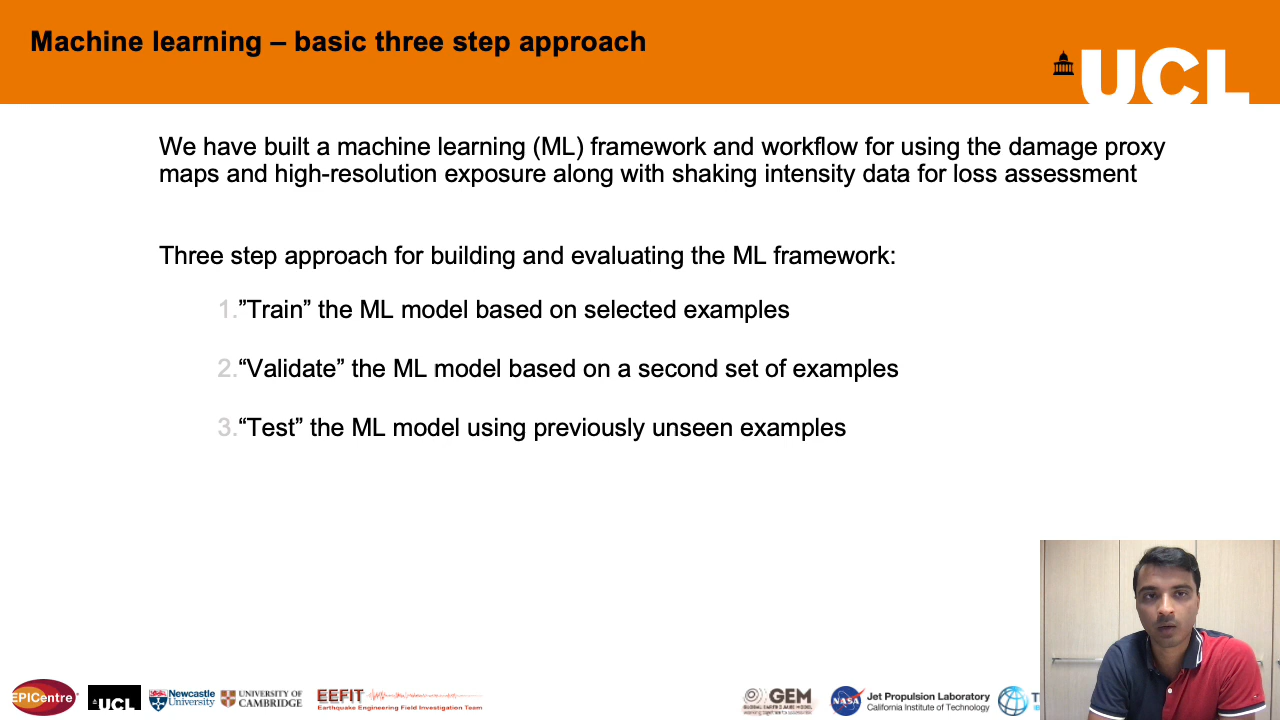 Machine learning – basic three step approach
UCL
We have built a machine learning (ML) framework and workflow for using the damage proxy
maps and high-resolution exposure along with shaking intensity data for loss assessment
Three step approach for building and evaluating the ML framework:
1.”Train” the ML model based on selected examples
2.“Validate” the ML model based on a second set of examples
3.“Test” the ML model using previously unseen examples
EPICentre
UCL
Newcastle
University
UNIVERSITY OF
CAMBRIDGE
EEFIT
Earthquake Engineering Field Investigation Team
GEM
GLOBAL EARTHQUAKE MODEL
NASA
Jet Propulsion Laboratory
California Institute of Technology